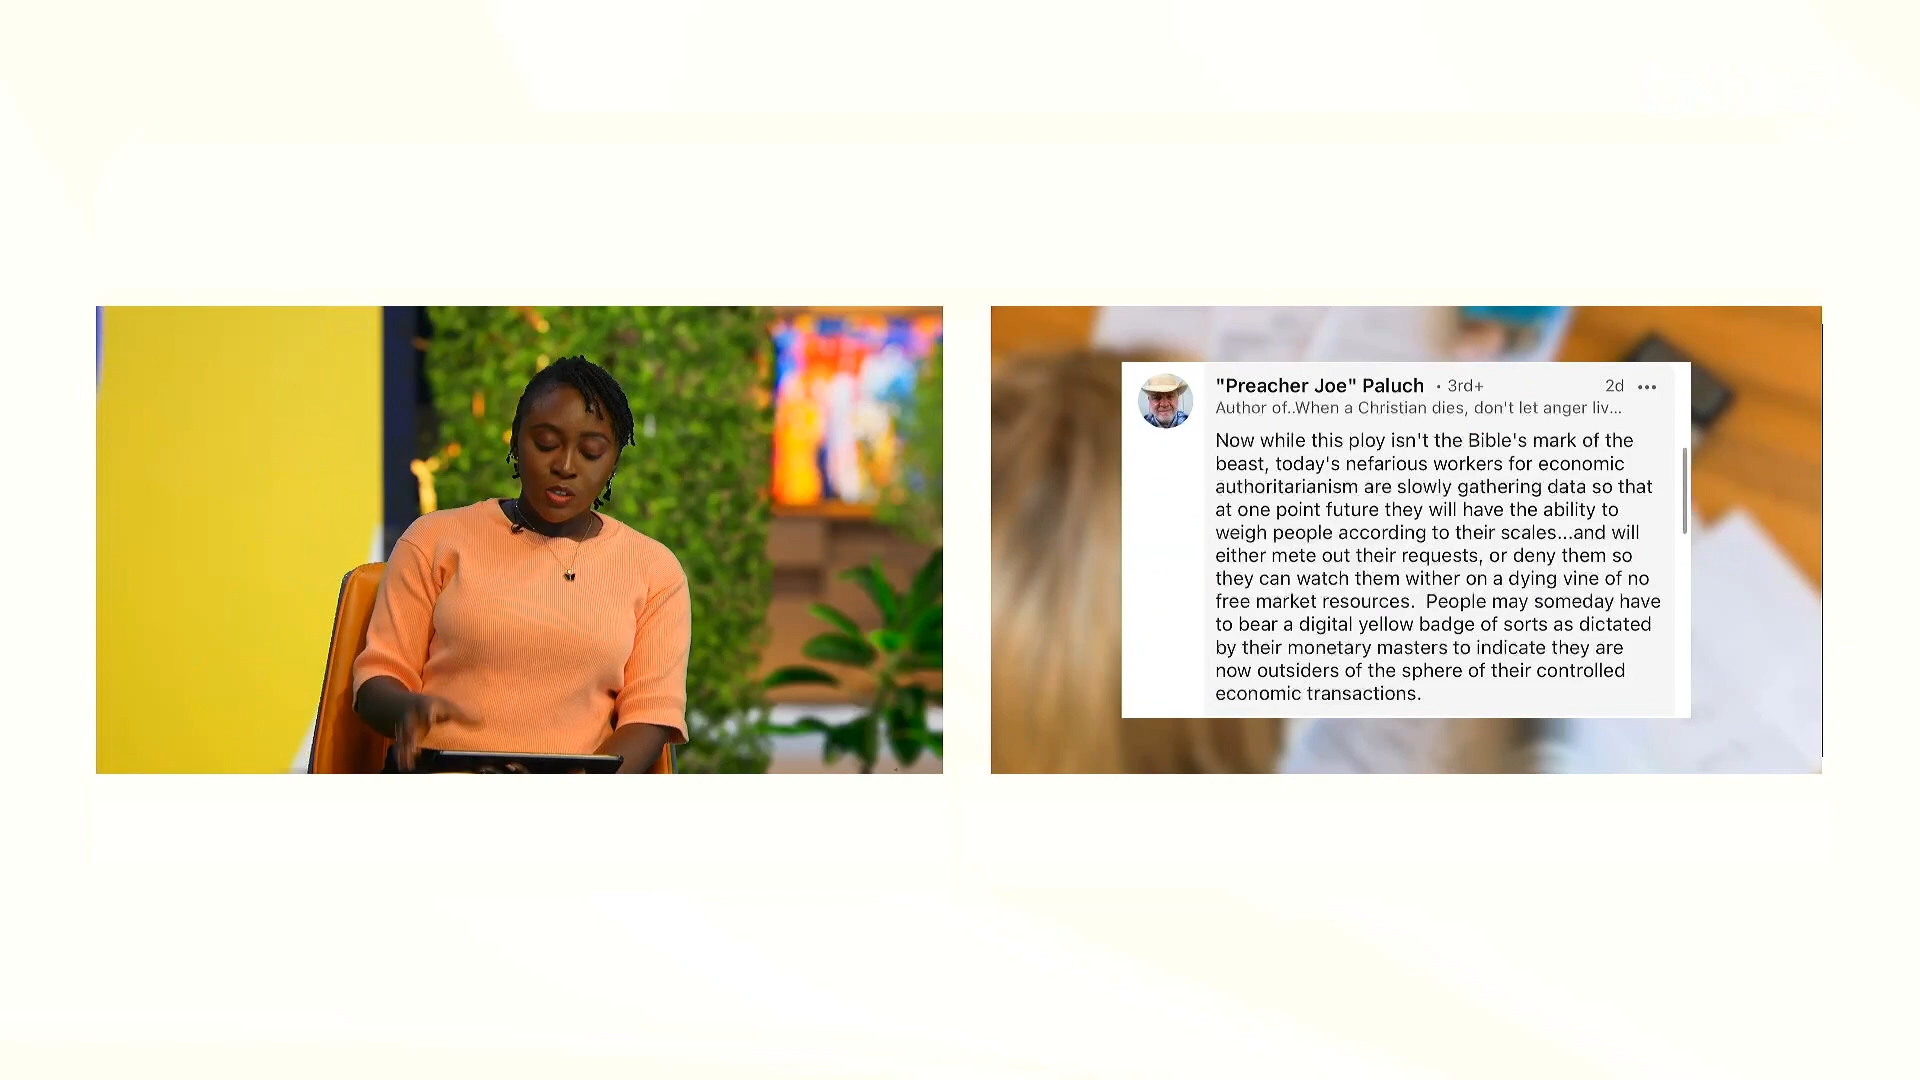 "Preacher Joe" Paluch • 3rd+ 2d •••
Author of..When a Christian dies, don't let anger liv...
Now while this ploy isn't the Bible's mark of the
beast, today's nefarious workers for economic
authoritarianism are slowly gathering data so that
at one point future they will have the ability to
weigh people according to their scales...and will
either mete out their requests, or deny them so
they can watch them wither on a dying vine of no
free market resources.  People may someday have
to bear a digital yellow badge of sorts as dictated
by their monetary masters to indicate they are
now outsiders of the sphere of their controlled
economic transactions.